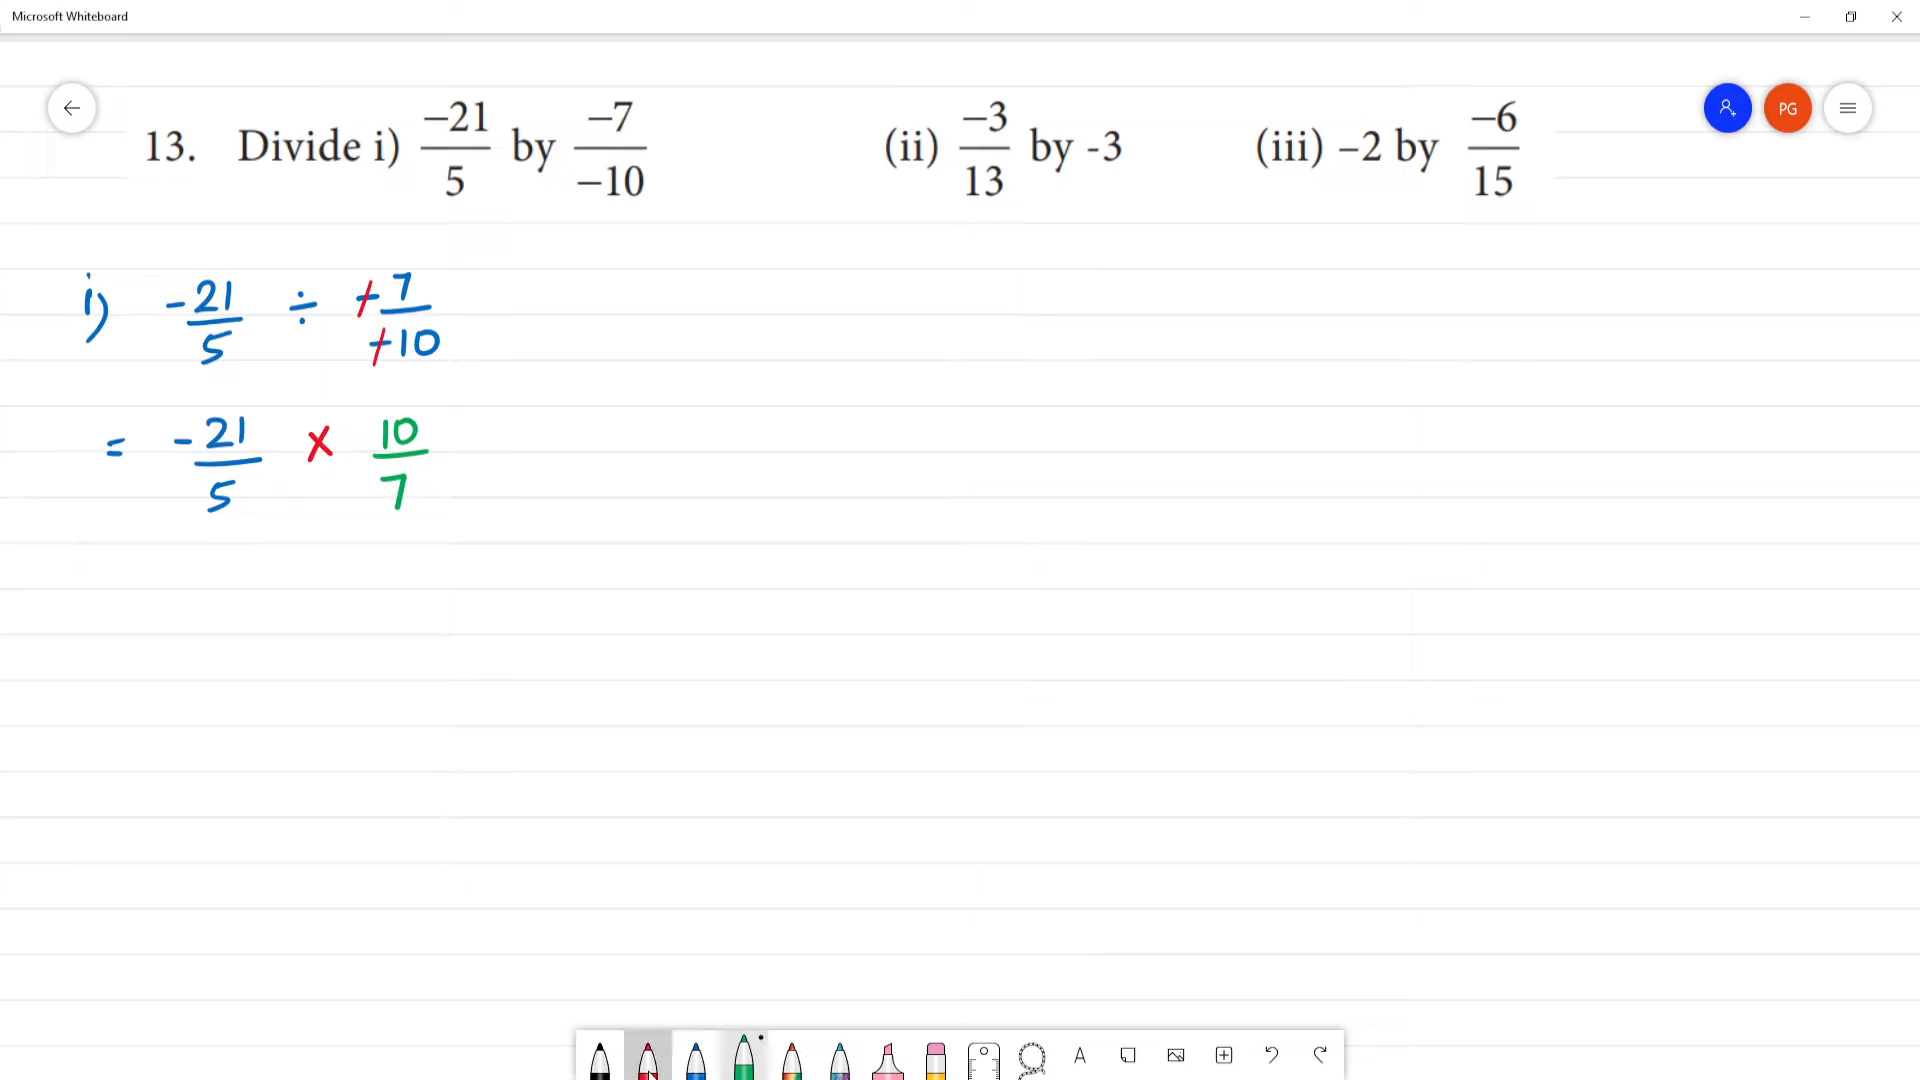 Microsoft Whiteboard
PG
13. Divide i) −21/5 by −7/−10 (ii) −3/13 by -3 (iii) −2 by −6/15
i) -21/5 ÷ -7/-10
= -21/5 × 10/7
A